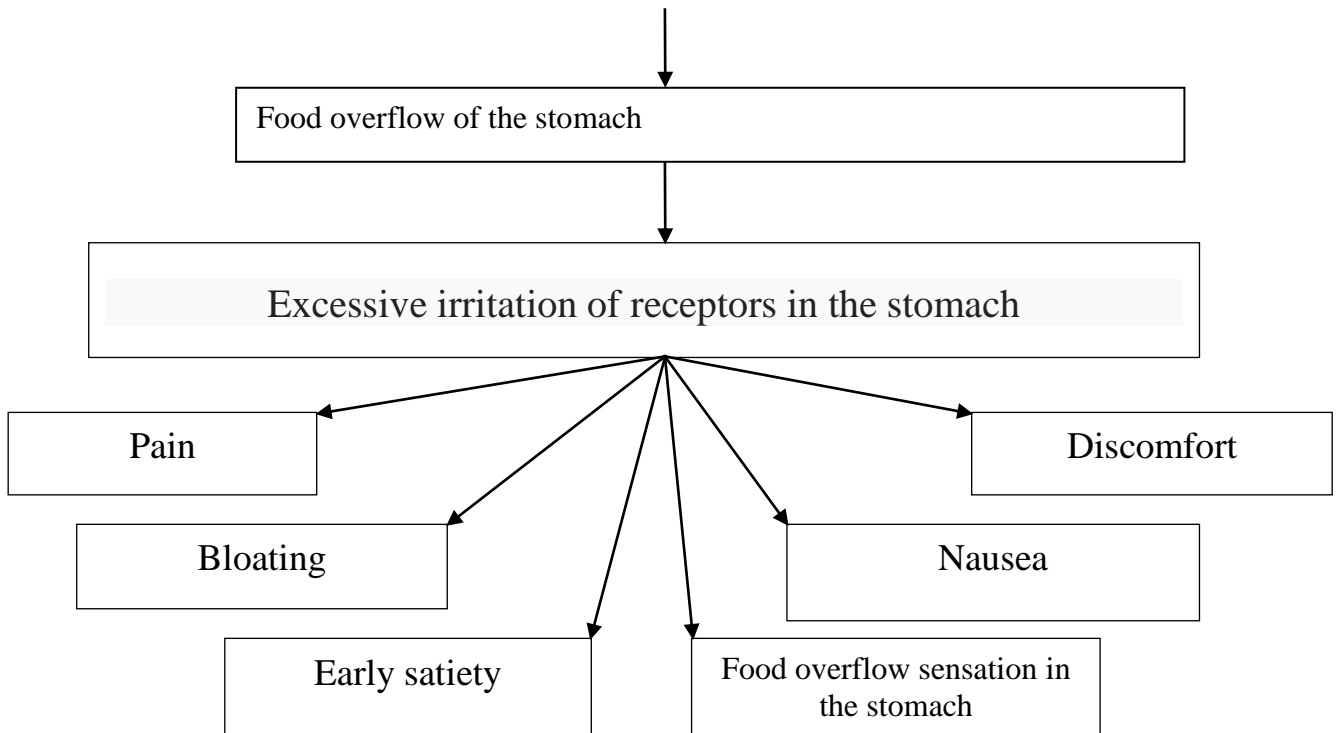 Food overflow of the stomach
Excessive irritation of receptors in the stomach
Pain
Discomfort
Bloating
Nausea
Early satiety
Food overflow sensation in
the stomach